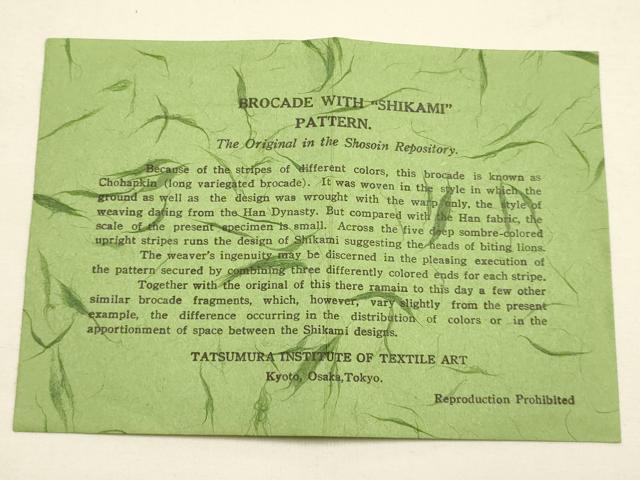 BROCADE WITH "SHIKAMI"
PATTERN.
The Original in the Shosoin Repository.
Because of the stripes of different colors, this brocade is known as
Chohankin (long variegated brocade). It was woven in the style in which the
ground as well as the design was wrought with the warp only, the style of
weaving dating from the Han Dynasty. But compared with the Han fabric, the
scale of the present specimen is small. Across the five deep sombre-colored
upright stripes runs the design of Shikami suggesting the heads of biting lions.
The weaver's ingenuity may be discerned in the pleasing execution of
the pattern secured by combining three differently colored ends for each stripe.
Together with the original of this there ramain to this day a few other
similar brocade fragments, which, however, vary slightly from the present
example, the difference occurring in the distribution of colors or in the
apportionment of space between the Shikami designs.
TATSUMURA INSTITUTE OF TEXTILE ART
Kyoto, Osaka,Tokyo.
Reproduction Prohibited